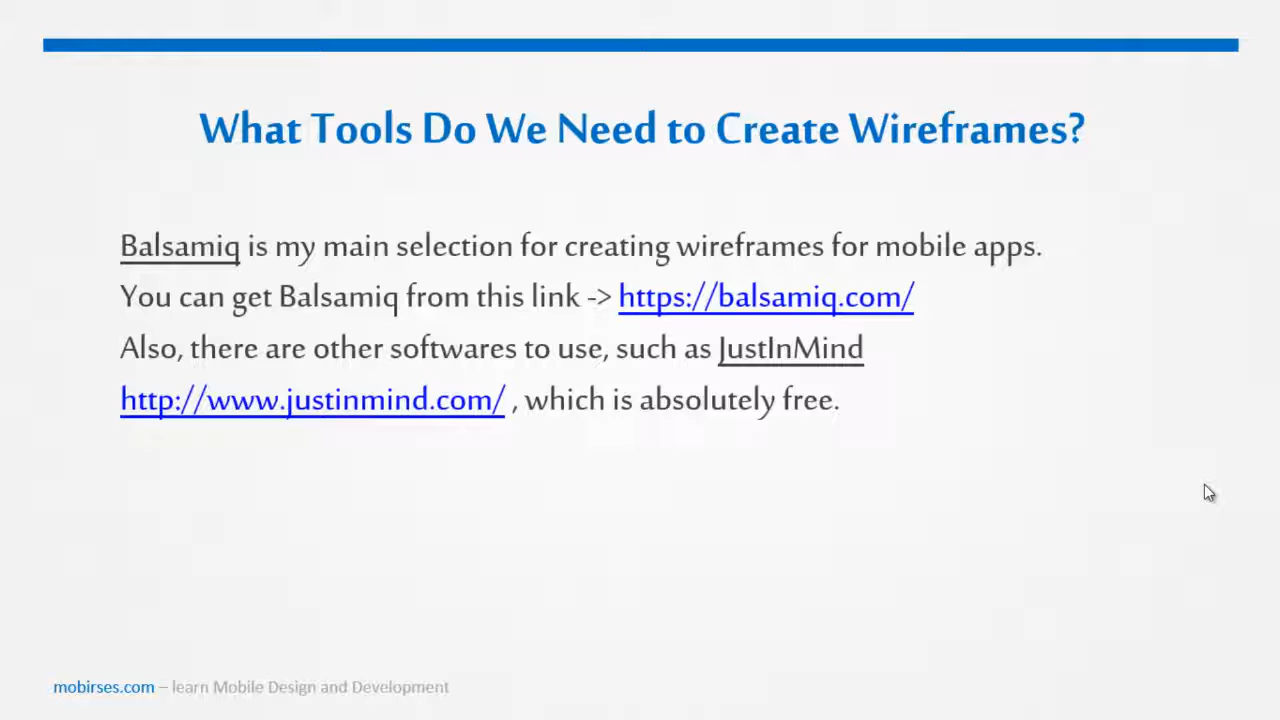 What Tools Do We Need to Create Wireframes?
Balsamiq is my main selection for creating wireframes for mobile apps.
You can get Balsamiq from this link -> https://balsamiq.com/
Also, there are other softwares to use, such as JustInMind
http://www.justinmind.com/ , which is absolutely free.
mobirses.com – learn Mobile Design and Development